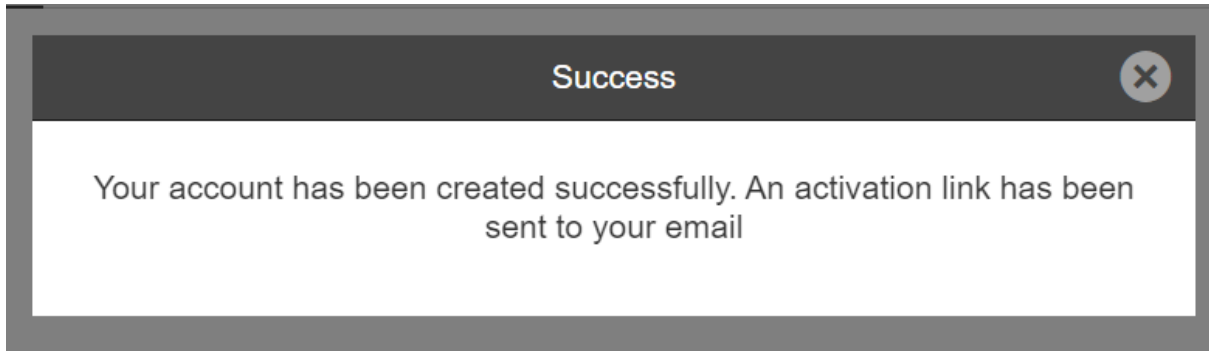 Success
Your account has been created successfully. An activation link has been
sent to your email